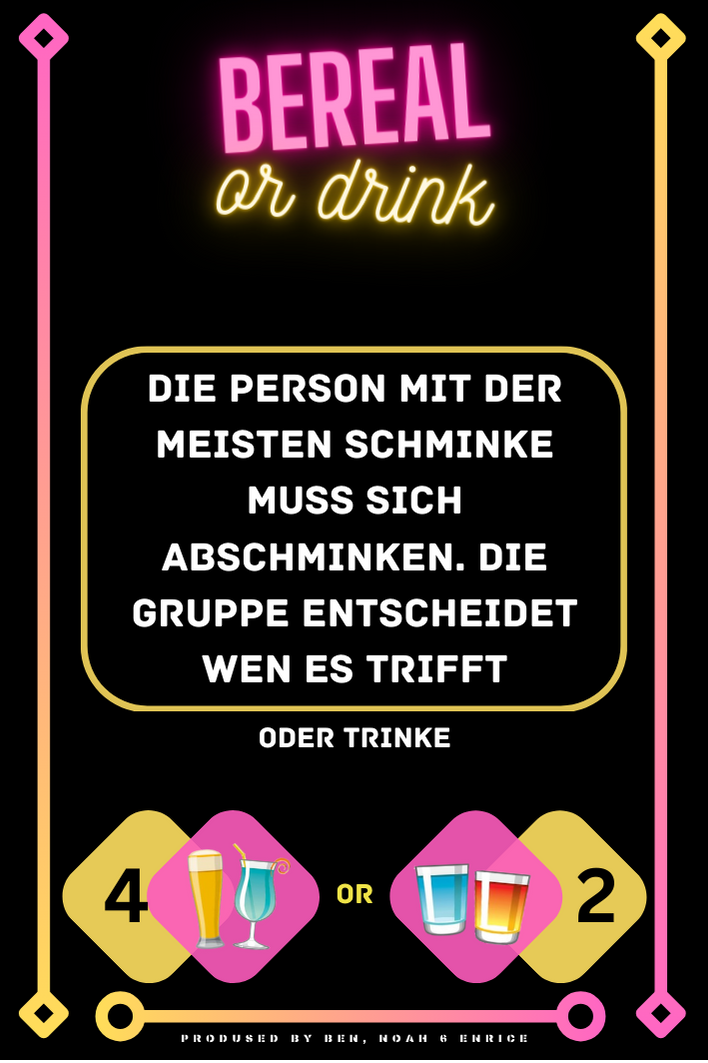 BEREAL
or drink
DIE PERSON MIT DER
MEISTEN SCHMINKE
MUSS SICH
ABSCHMINKEN. DIE
GRUPPE ENTSCHEIDET
WEN ES TRIFFT
ODER TRINKE
4 OR 2
PRODUSED BY BEN, NOAH & ENRICE